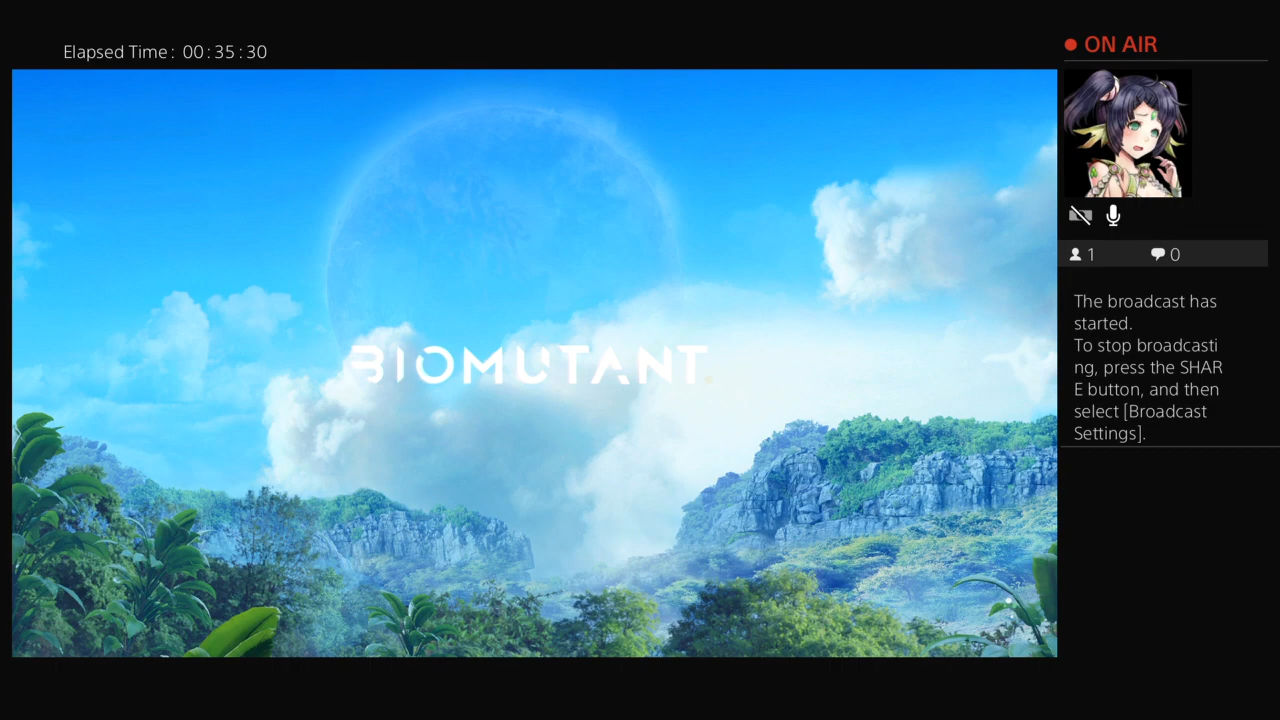 Elapsed Time: 00:35:30
ON AIR
BIOMUTANT.
1
0
The broadcast has
started.
To stop broadcasti
ng, press the SHAR
E button, and then
select [Broadcast
Settings].